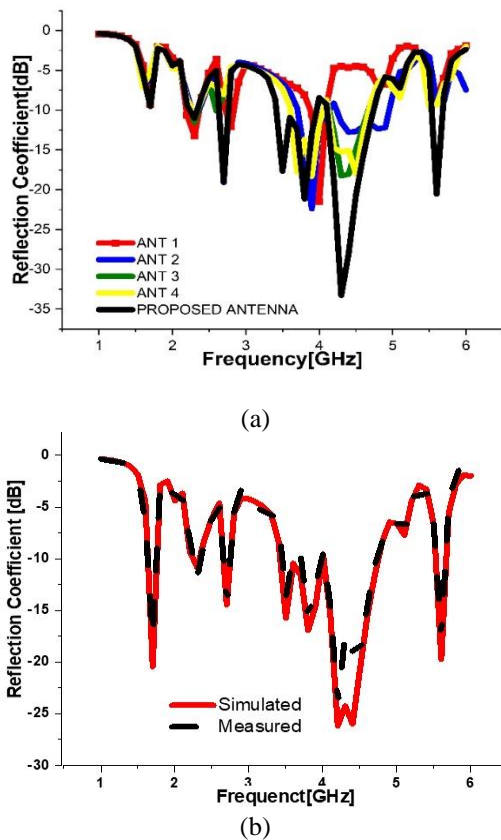 Reflection Ceofficient[dB]
0
-5
-10
-15
-20
-25
-30
-35
ANT 1
ANT 2
ANT 3
ANT 4
PROPOSED ANTENNA
1 2 3 4 5 6
Frequency[GHz]
(a)
Reflection Coefficient [dB]
0
-5
-10
-15
-20
-25
-30
Simulated
Measured
1 2 3 4 5 6
Frequenct[GHz]
(b)